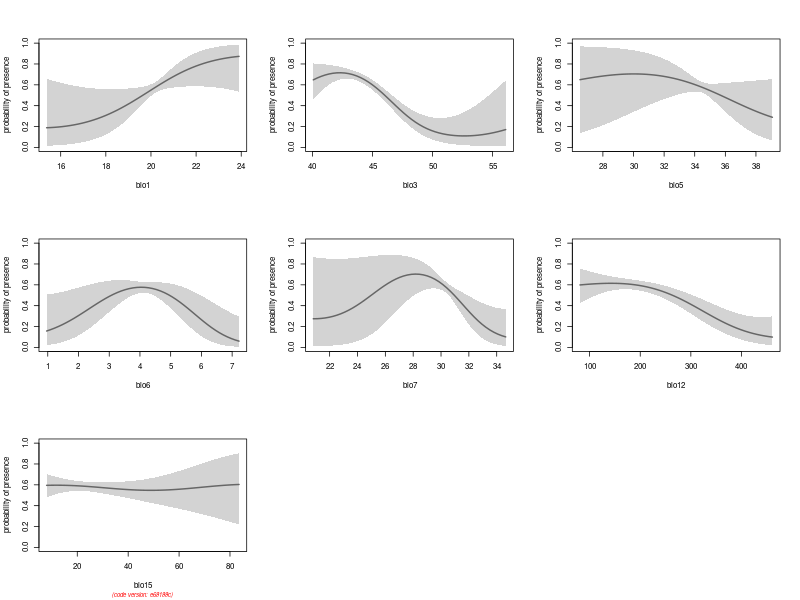 probability of presence
0.0 0.2 0.4 0.6 0.8 1.0
16 18 20 22 24
bio1
probability of presence
0.0 0.2 0.4 0.6 0.8 1.0
40 45 50 55
bio3
probability of presence
0.0 0.2 0.4 0.6 0.8 1.0
28 30 32 34 36 38
bio5
probability of presence
0.0 0.2 0.4 0.6 0.8 1.0
1 2 3 4 5 6 7
bio6
probability of presence
0.0 0.2 0.4 0.6 0.8 1.0
22 24 26 28 30 32 34
bio7
probability of presence
0.0 0.2 0.4 0.6 0.8 1.0
100 200 300 400
bio12
probability of presence
0.0 0.2 0.4 0.6 0.8 1.0
20 40 60 80
bio15
(code version: